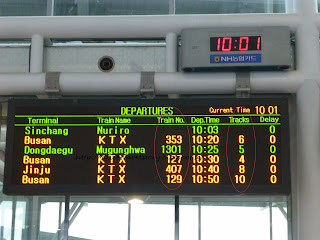 10:01
NH농협카드
DEPARTURES Current Time 10 01
Terminal Train Name Train No. Dep.Time Tracks Delay
Sinchang Nuriro 10:03 0
Busan KTX 353 10:20 6 0
Dongdaegu Mugunghwa 1301 10:25 5 0
Busan KTX 127 10:30 4 0
Jinju KTX 407 10:40 8 0
Busan KTX 129 10:50 10 0